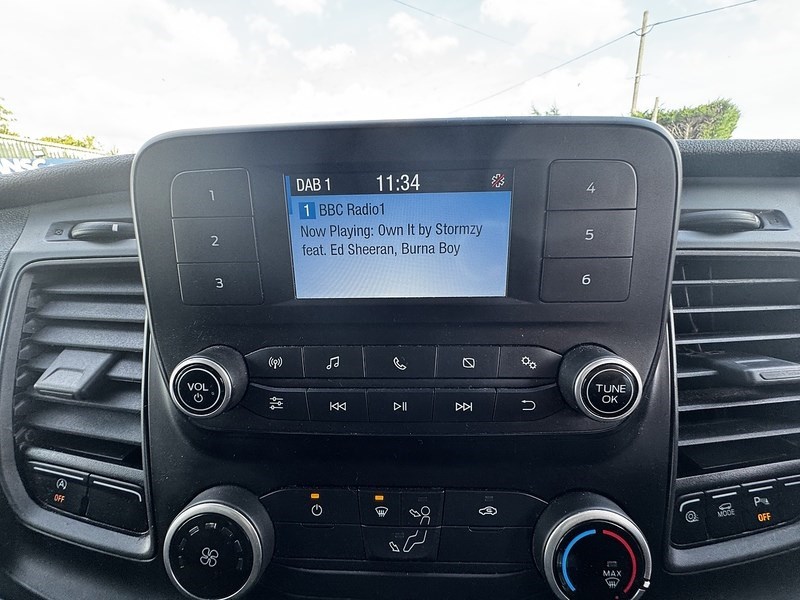 DAB 1 11:34
1 BBC Radio1
Now Playing: Own It by Stormzy
feat. Ed Sheeran, Burna Boy
1
2
3
4
5
6
VOL
TUNE
OK
A
OFF
MODE
OFF
MAX